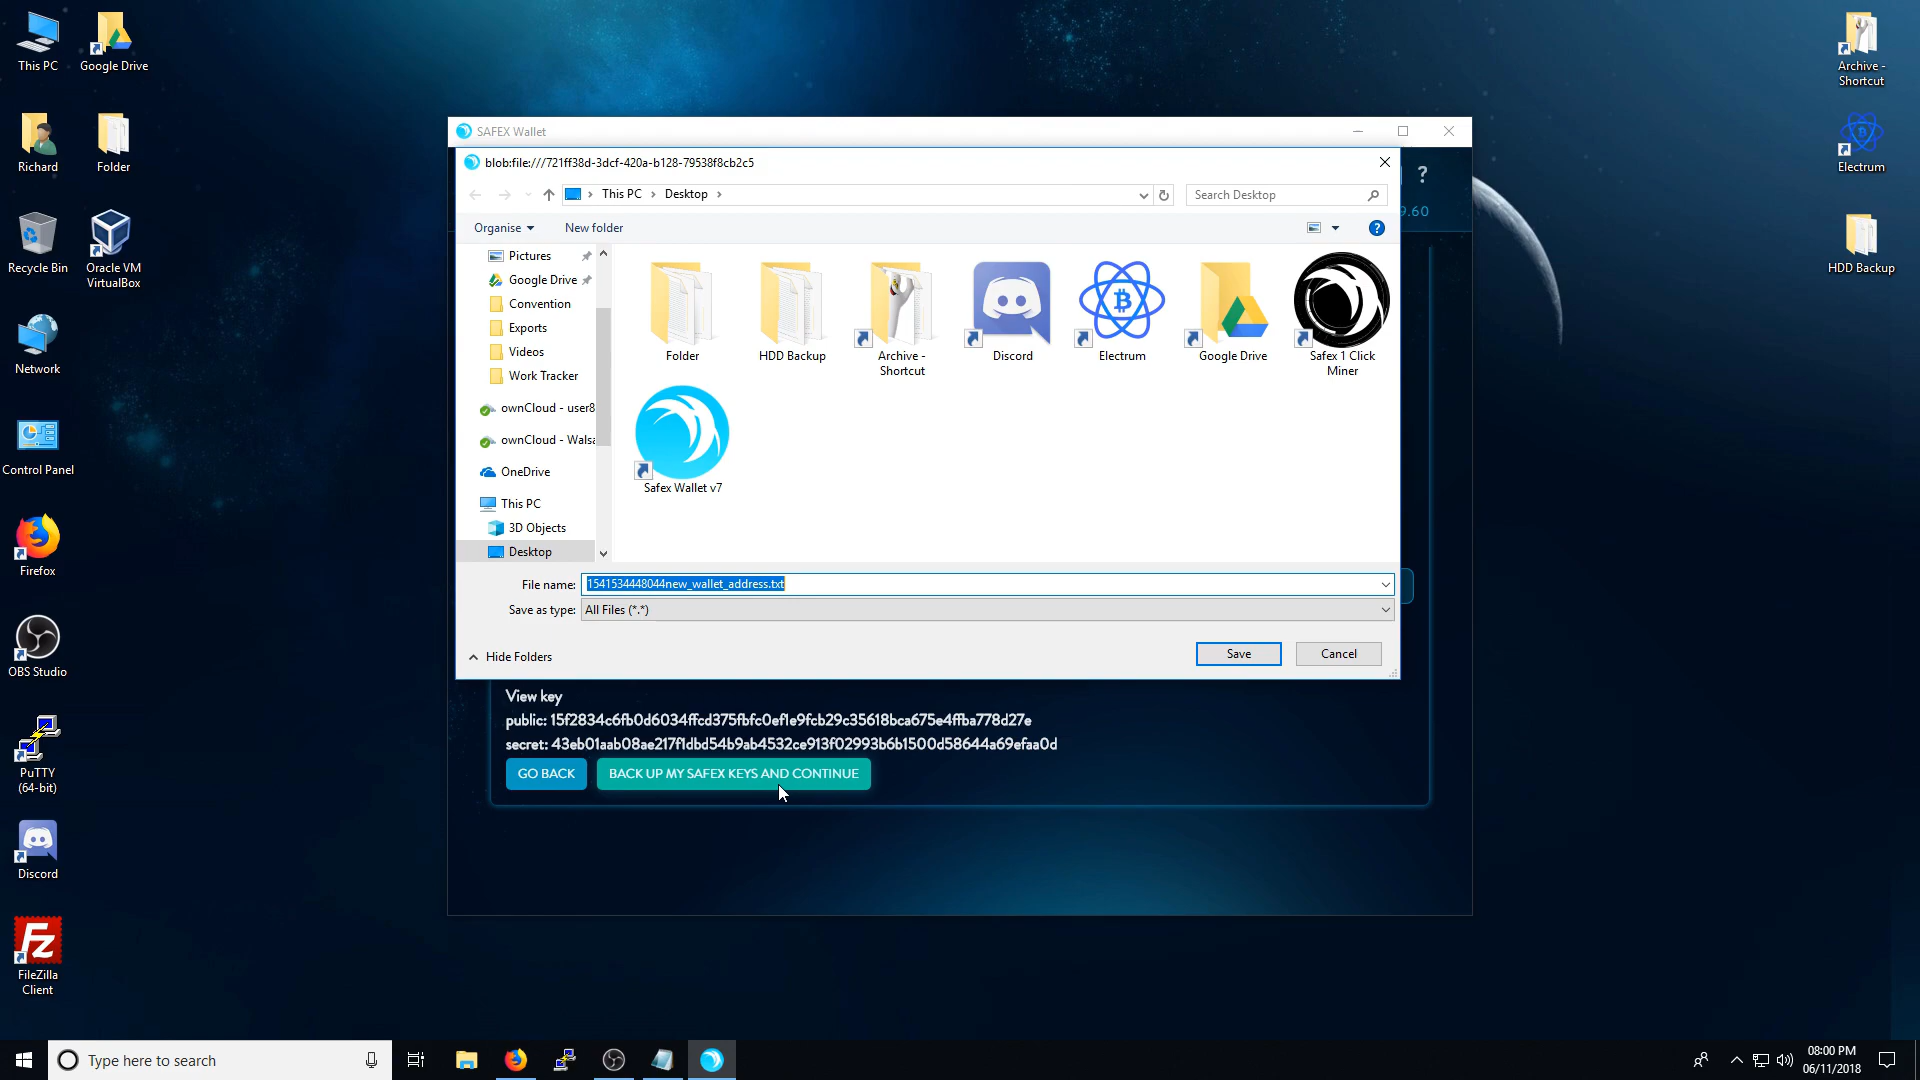 This PC
Google Drive
Richard
Folder
Recycle Bin
Oracle VM
VirtualBox
Network
Control Panel
Firefox
OBS Studio
PuTTY
(64-bit)
Discord
FileZilla
Client
Archive -
Shortcut
Electrum
HDD Backup
SAFEX Wallet
?
9.60
blob:file:///721ff38d-3dcf-420a-b128-79538f8cb2c5
This PC > Desktop >
Search Desktop
Organise
New folder
?
Pictures
Google Drive
Convention
Exports
Videos
Work Tracker
ownCloud - user8
ownCloud - Walsa
OneDrive
This PC
3D Objects
Desktop
Folder
HDD Backup
Archive -
Shortcut
Discord
Electrum
Google Drive
Safex 1 Click
Miner
Safex Wallet v7
File name: 1541534448044new_wallet_address.txt
Save as type: All Files (*.*)
Hide Folders
Save
Cancel
View key
public: 15f2834c6fb0d6034ffcd375fbfc0ef1e9fcb29c35618bca675e4ffba778d27e
secret: 43eb01aab08ae217f1dbd54b9ab4532ce913f02993b6b1500d58644a69efaa0d
GO BACK
BACK UP MY SAFEX KEYS AND CONTINUE
Type here to search
08:00 PM
06/11/2018